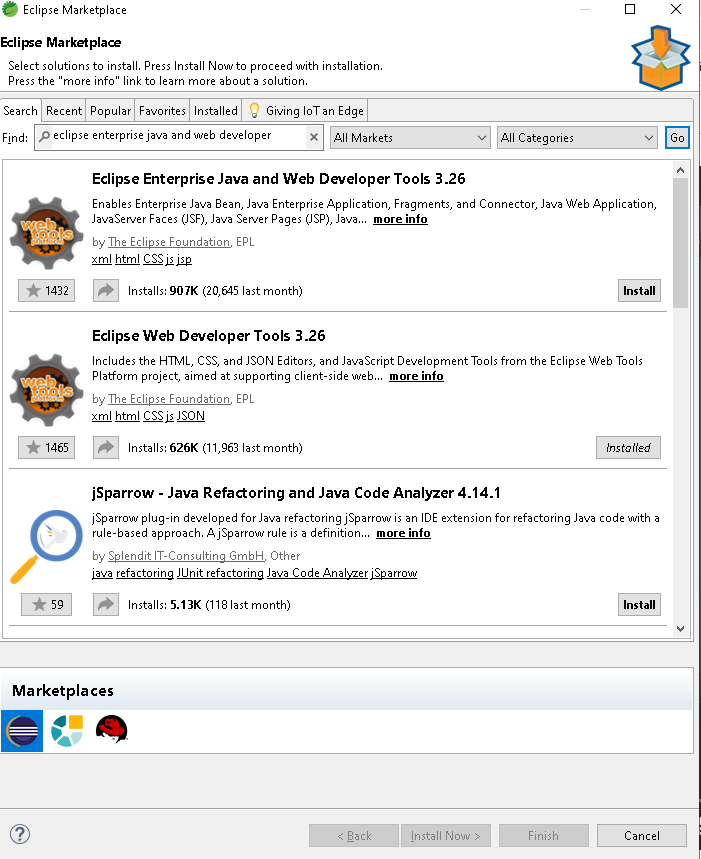 Eclipse Marketplace
Eclipse Marketplace
Select solutions to install. Press Install Now to proceed with installation.
Press the "more info" link to learn more about a solution.
Search Recent Popular Favorites Installed Giving IoT an Edge
Find: eclipse enterprise java and web developer All Markets All Categories Go
Eclipse Enterprise Java and Web Developer Tools 3.26
Enables Enterprise Java Bean, Java Enterprise Application, Fragments, and Connector, Java Web Application,
JavaServer Faces (JSF), Java Server Pages (JSP), Java... more info
web tools platform
by The Eclipse Foundation, EPL
xml html CSS js jsp
1432 Installs: 907K (20,645 last month) Install
Eclipse Web Developer Tools 3.26
Includes the HTML, CSS, and JSON Editors, and JavaScript Development Tools from the Eclipse Web Tools
Platform project, aimed at supporting client-side web... more info
web tools platform
by The Eclipse Foundation, EPL
xml html CSS js JSON
1465 Installs: 626K (11,963 last month) Installed
jSparrow - Java Refactoring and Java Code Analyzer 4.14.1
jSparrow plug-in developed for Java refactoring jSparrow is an IDE extension for refactoring Java code with a
rule-based approach. A jSparrow rule is a definition... more info
by Splendit IT-Consulting GmbH, Other
java refactoring JUnit refactoring Java Code Analyzer jSparrow
59 Installs: 5.13K (118 last month) Install
Marketplaces
? < Back Install Now > Finish Cancel